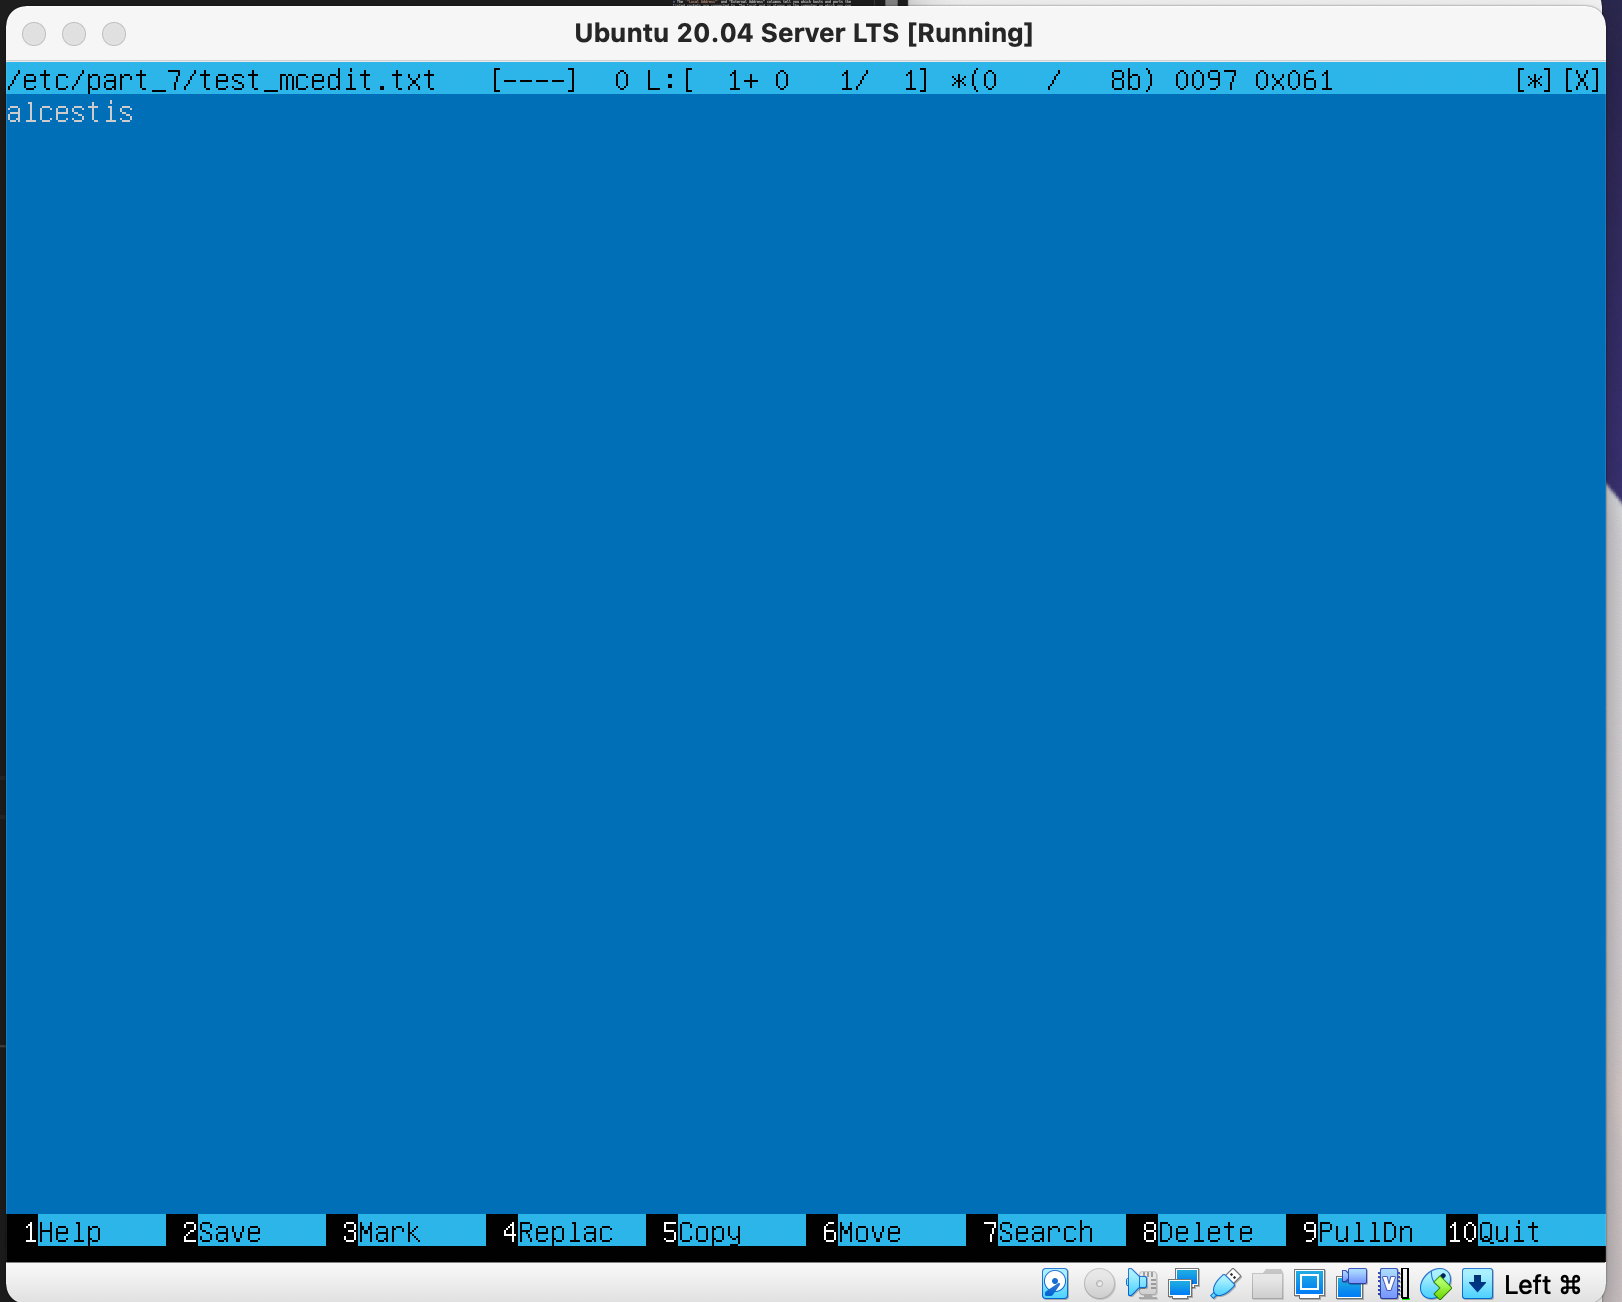 Ubuntu 20.04 Server LTS [Running]
/etc/part_7/test_mcedit.txt [----] 0 L:[ 1+ 0 1/ 1] *(0 / 8b) 0097 0x061 [*][X]
alcestis
1Help 2Save 3Mark 4Replac 5Copy 6Move 7Search 8Delete 9PullDn 10Quit
Left ⌘